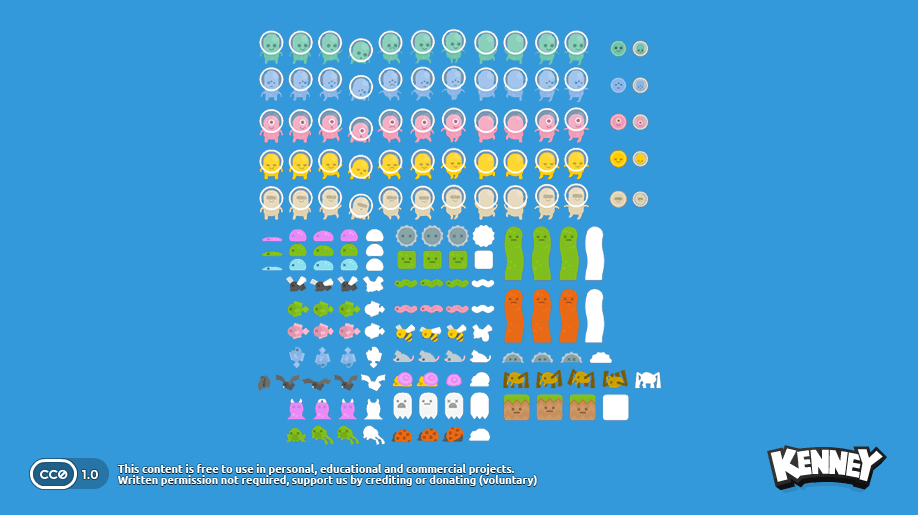 CC0 1.0
This content is free to use in personal, educational and commercial projects.
Written permission not required, support us by crediting or donating (voluntary)
KENNEY